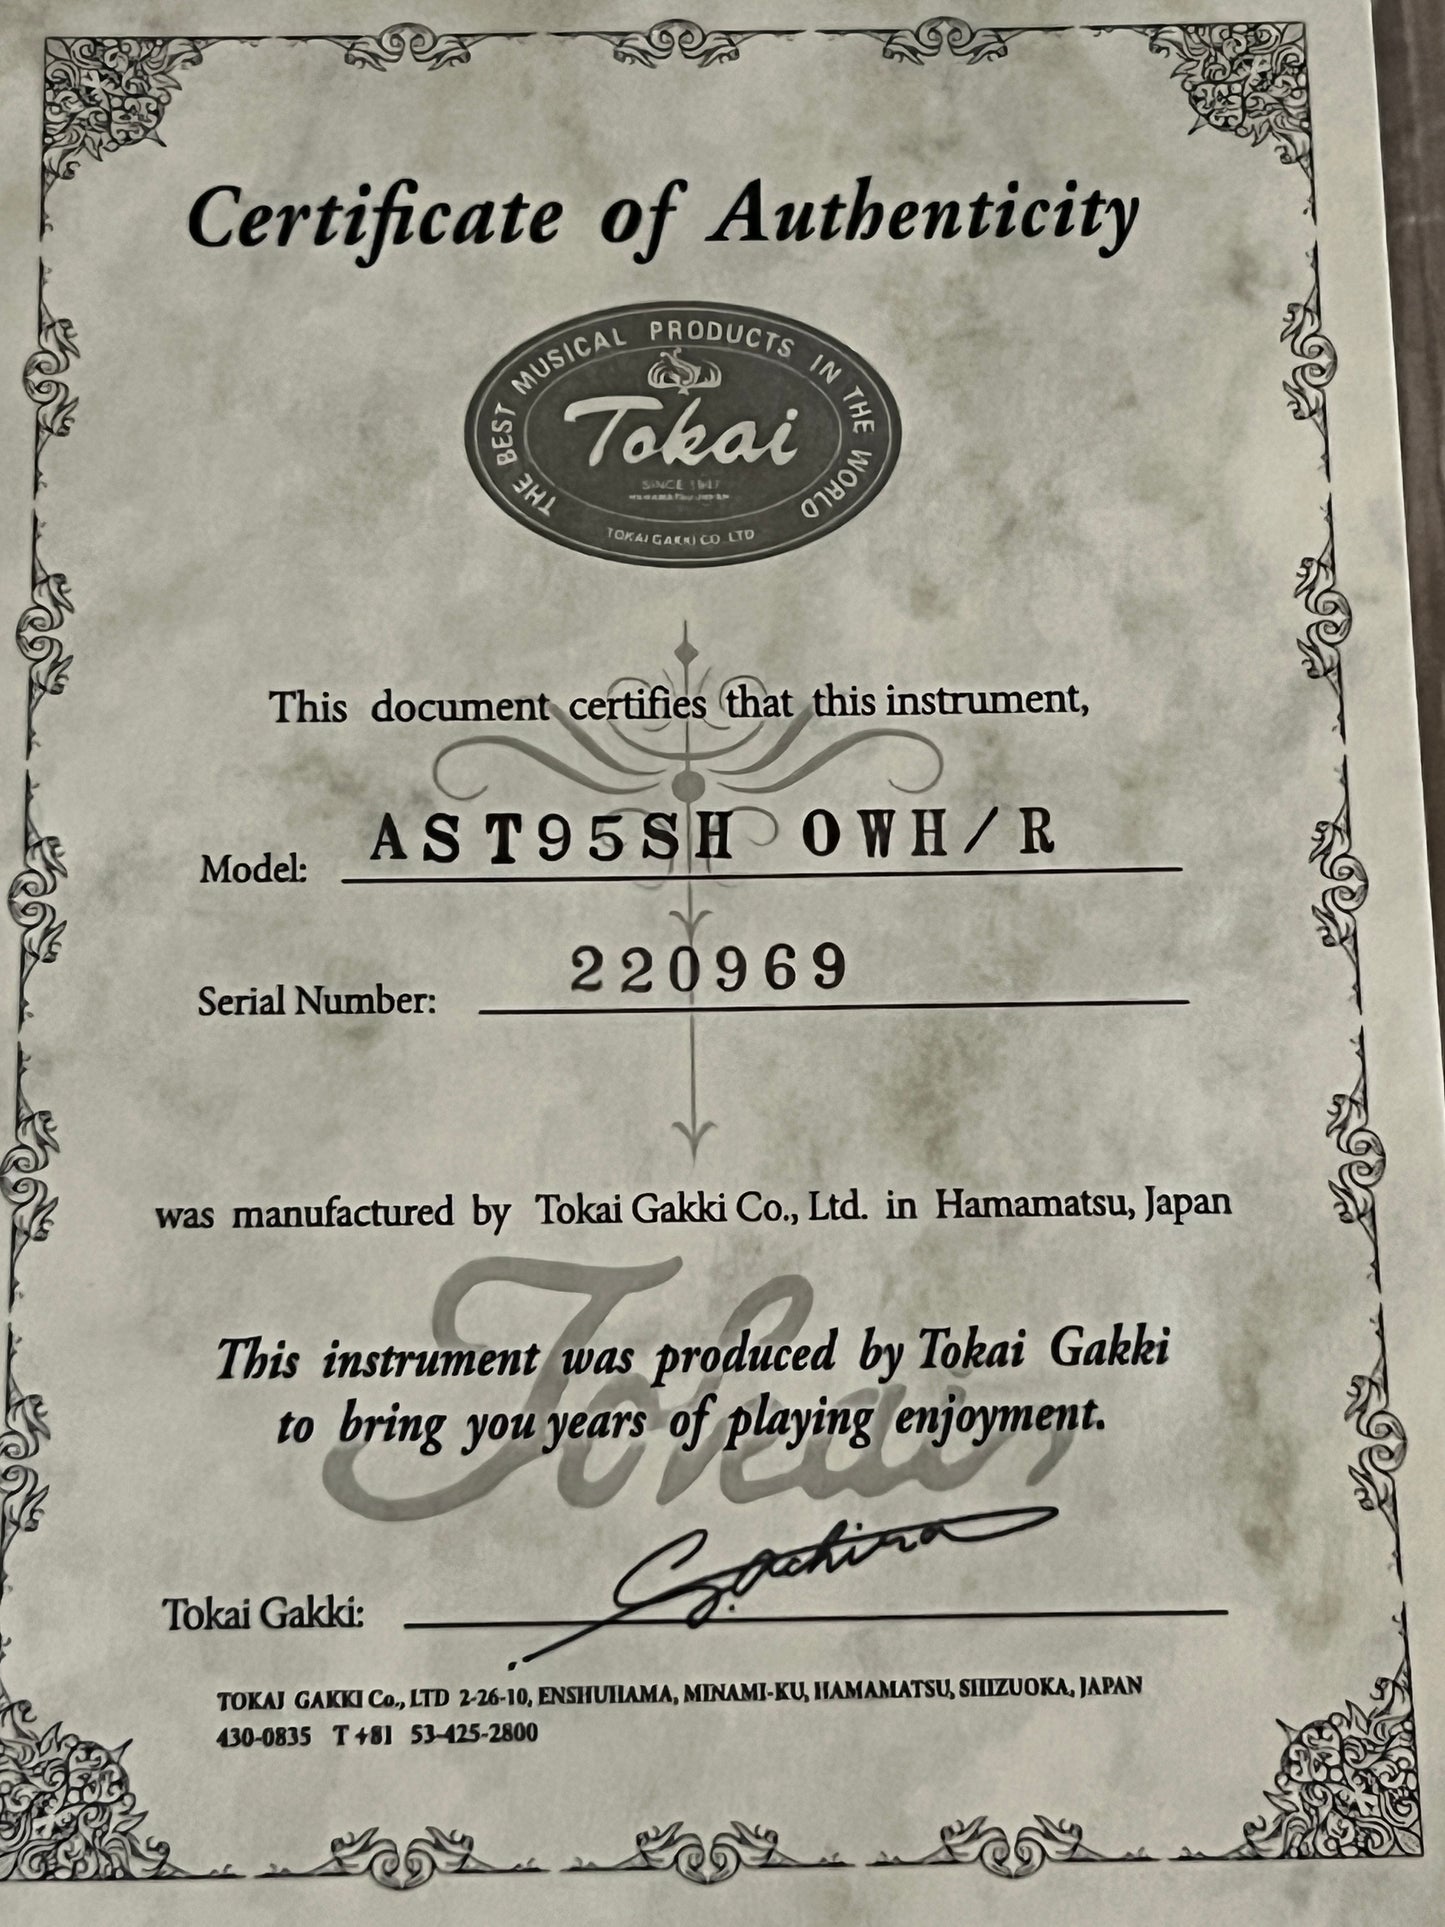 Certificate of Authenticity
THE BEST MUSICAL PRODUCTS IN THE WORLD
Tokai
SINCE 1947
TOKAI GAKKI CO. LTD
This document certifies that this instrument,
Model: AST95SH OWH/R
Serial Number: 220969
was manufactured by Tokai Gakki Co., Ltd. in Hamamatsu, Japan
Tokai
This instrument was produced by Tokai Gakki
to bring you years of playing enjoyment.
Tokai Gakki:
TOKAI GAKKI Co., LTD 2-26-10, ENSHUHAMA, MINAMI-KU, HAMAMATSU, SHIZUOKA, JAPAN
430-0835 T +81 53-425-2800